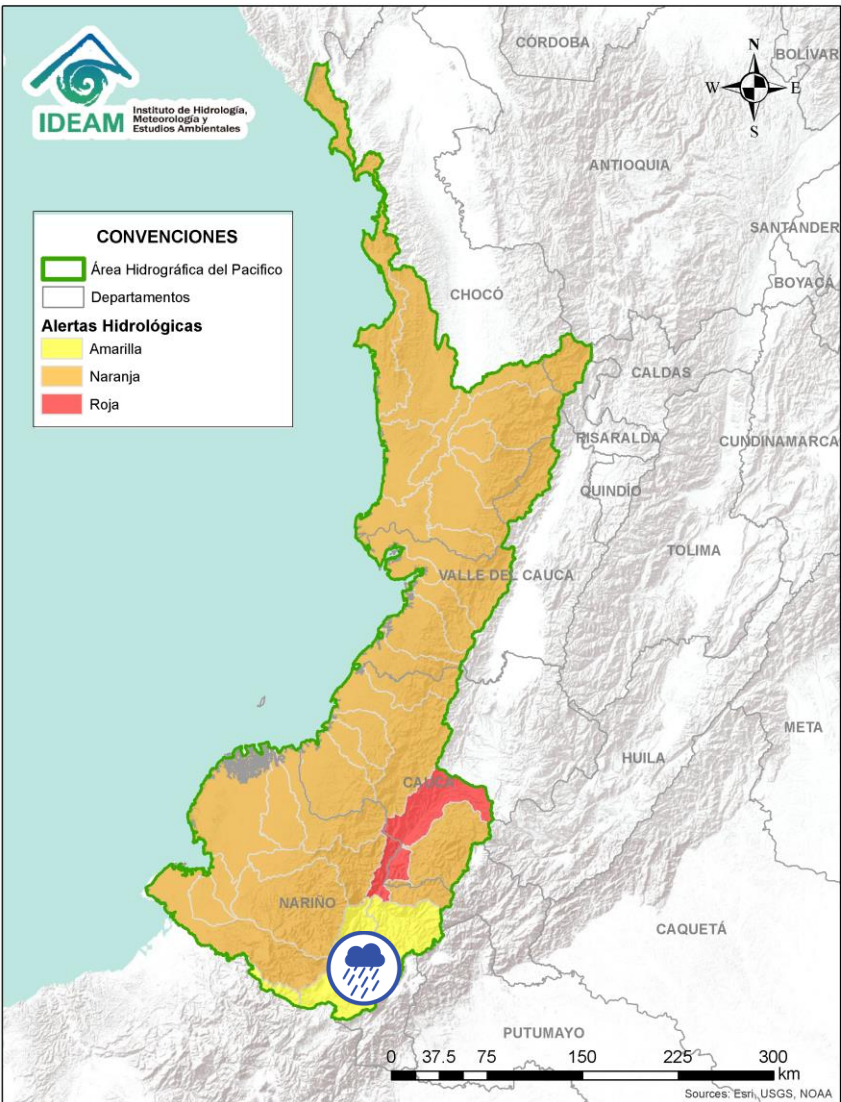 IDEAM
Instituto de Hidrología,
Meteorología y
Estudios Ambientales
CÓRDOBA
BOLIVAR
N
W
E
S
ANTIOQUIA
SANTANDER
BOYACÁ
CONVENCIONES
Área Hidrográfica del Pacifico
Departamentos
Alertas Hidrológicas
Amarilla
Naranja
Roja
CHOCÓ
CALDAS
RISARALDA
CUNDINAMARCA
QUINDÍO
TOLIMA
VALLE DEL CAUCA
META
HUILA
CAUCA
NARIÑO
CAQUETÁ
PUTUMAYO
0 37.5 75 150 225 300
km
Sources: Esri, USGS, NOAA